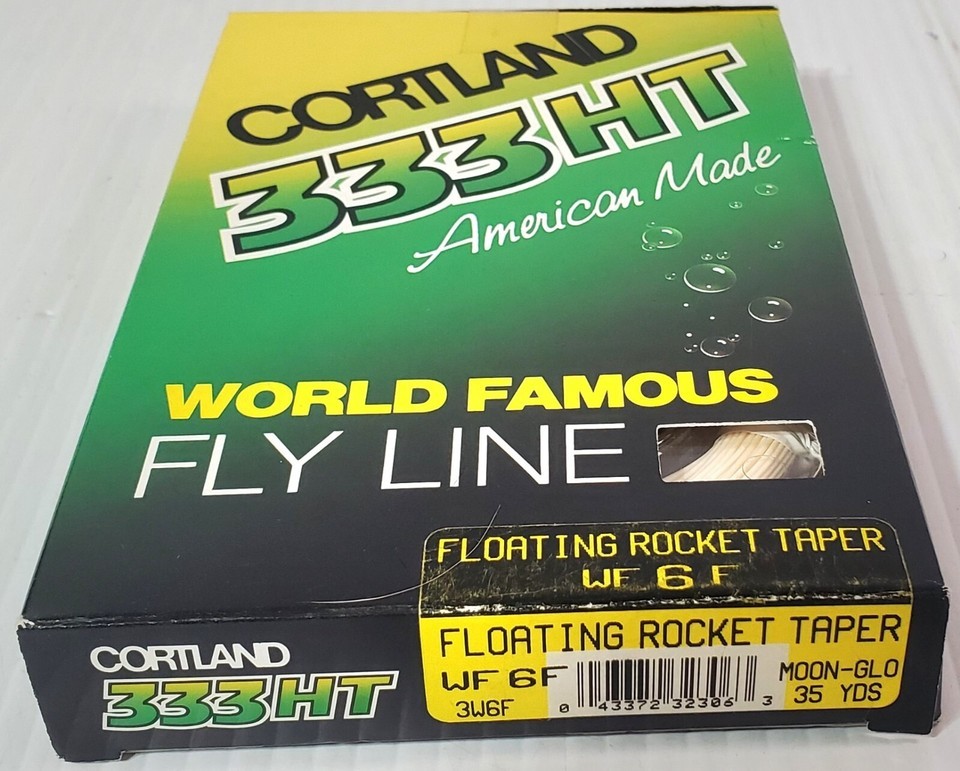 CORTLAND
333HT
American Made
WORLD FAMOUS
FLY LINE
FLOATING ROCKET TAPER
WF 6 F
FLOATING ROCKET TAPER
WF 6F
MOON-GLO
3W6F
35 YDS
0 43372 32306 3
CORTLAND
333HT